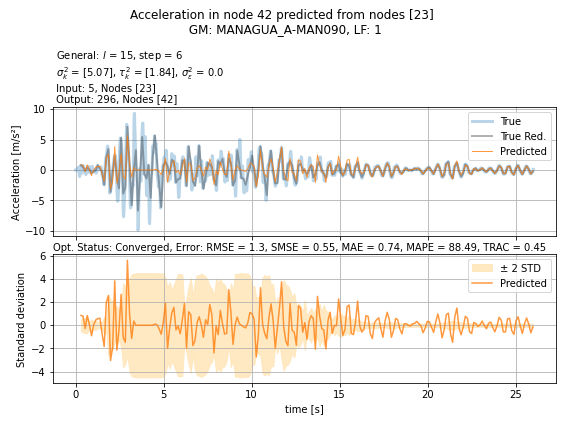 Acceleration in node 42 predicted from nodes [23]
GM: MANAGUA_A-MAN090, LF: 1
General: l = 15, step = 6
σ²ₖ = [5.07], τ²ₖ = [1.84], σ²ε = 0.0
Input: 5, Nodes [23]
Output: 296, Nodes [42]
10
5
0
−5
−10
Acceleration [m/s²]
True
True Red.
Predicted
Opt. Status: Converged, Error: RMSE = 1.3, SMSE = 0.55, MAE = 0.74, MAPE = 88.49, TRAC = 0.45
6
4
2
0
−2
−4
Standard deviation
± 2 STD
Predicted
0 5 10 15 20 25
time [s]